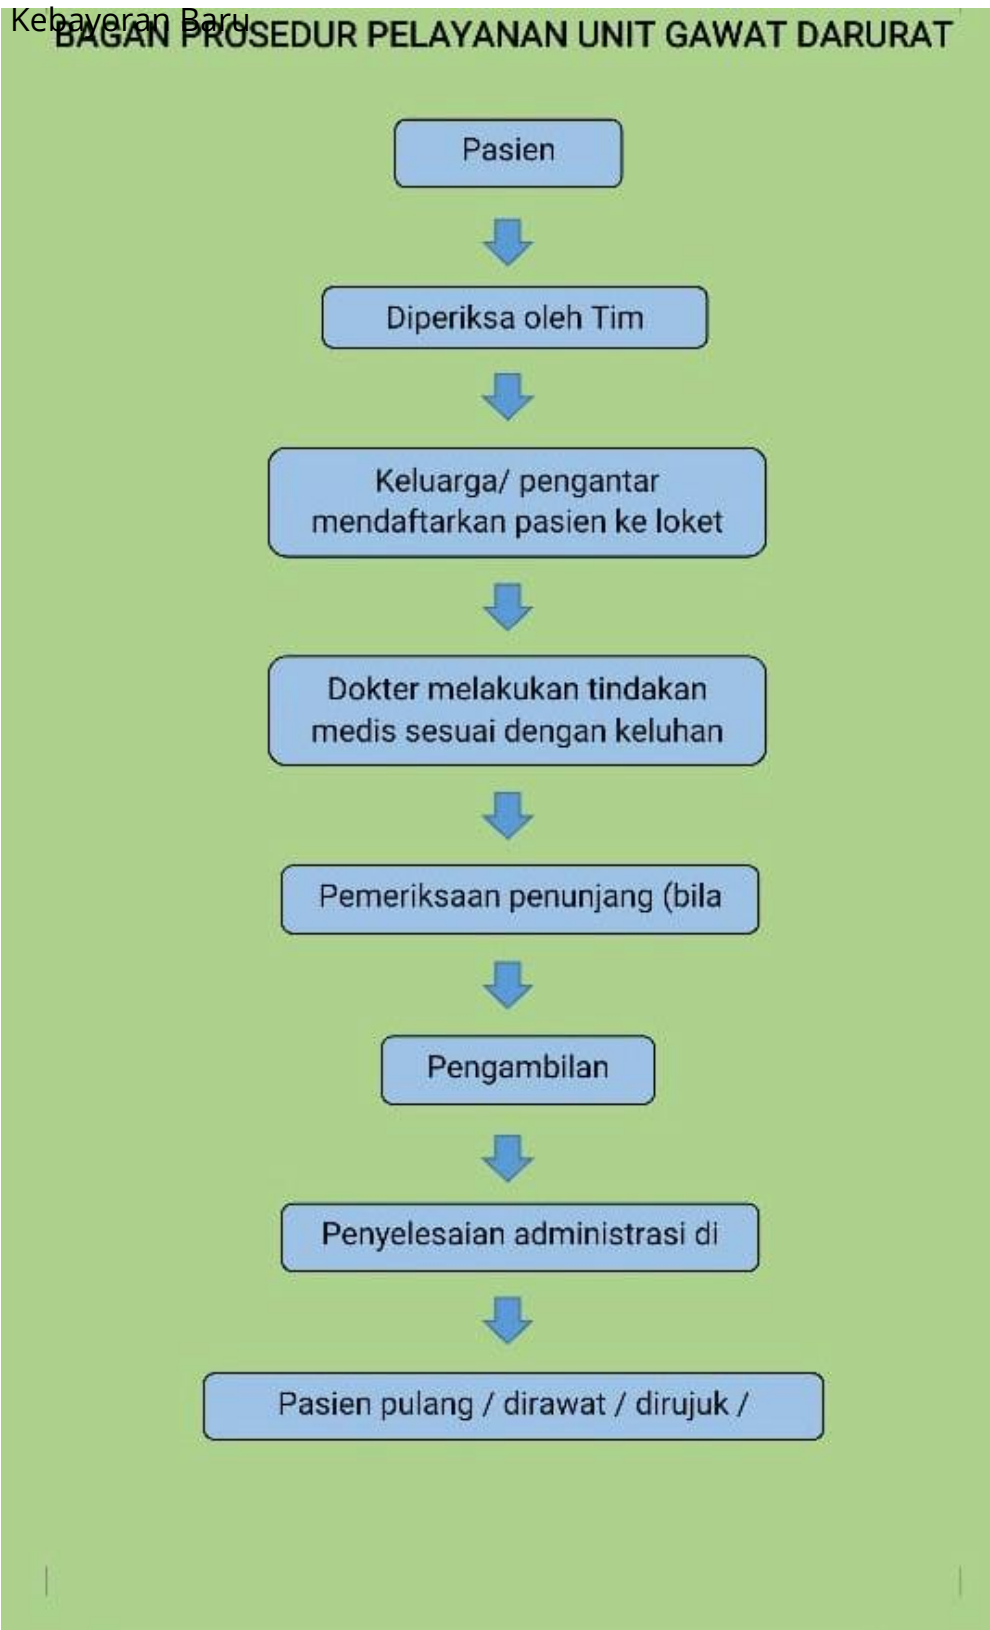 Kebayoran Baru
BAGAN PROSEDUR PELAYANAN UNIT GAWAT DARURAT
Pasien
Diperiksa oleh Tim
Keluarga/ pengantar
mendaftarkan pasien ke loket
Dokter melakukan tindakan
medis sesuai dengan keluhan
Pemeriksaan penunjang (bila
Pengambilan
Penyelesaian administrasi di
Pasien pulang / dirawat / dirujuk /